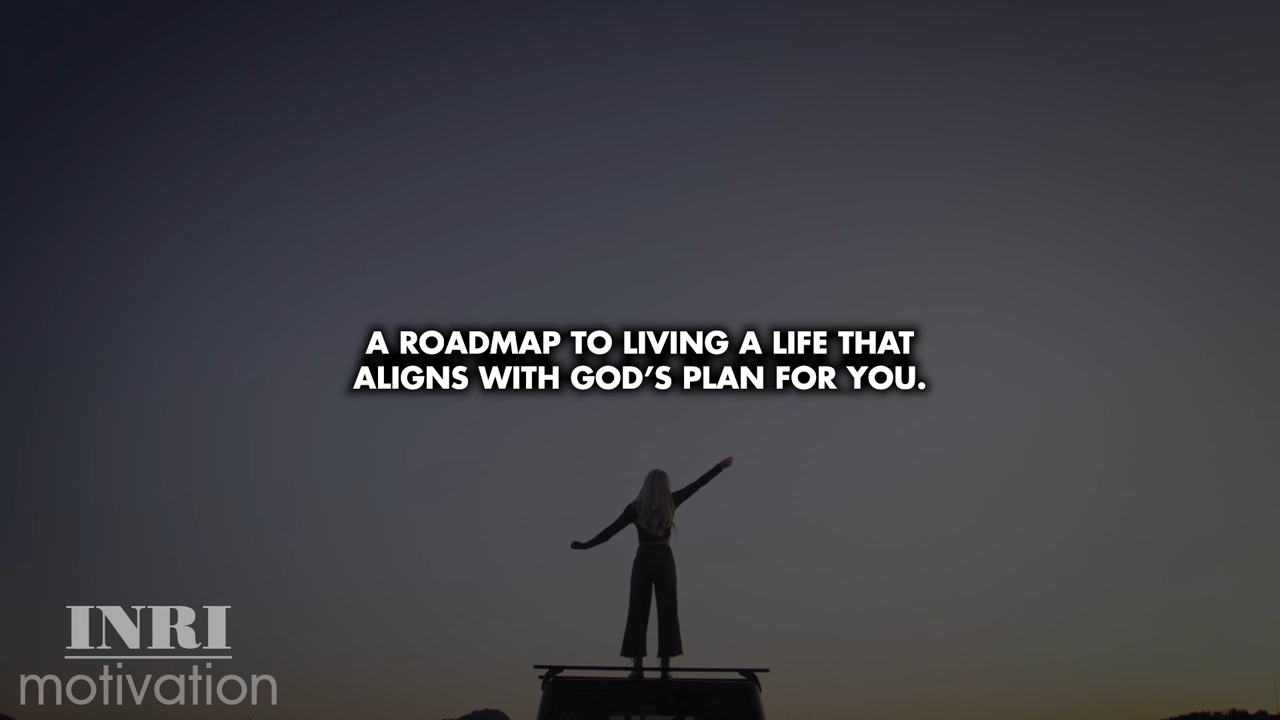 A ROADMAP TO LIVING A LIFE THAT
ALIGNS WITH GOD’S PLAN FOR YOU.
INRI
motivation